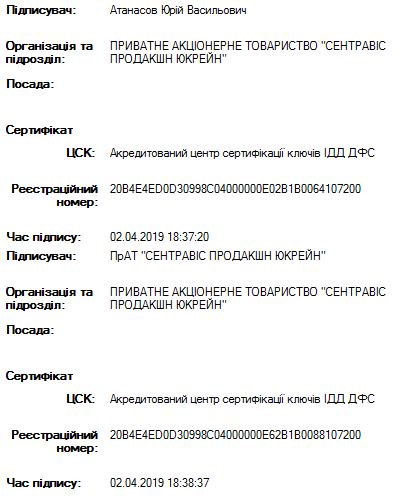 Підписувач: Атанасов Юрій Васильович
Організація та ПРИВАТНЕ АКЦІОНЕРНЕ ТОВАРИСТВО "СЕНТРАВІС
підрозділ: ПРОДАКШН ЮКРЕЙН"
Посада:
Сертифікат
ЦСК: Акредитований центр сертифікації ключів ІДД ДФС
Реєстраційний 20B4E4ED0D30998C04000000E02B1B0064107200
номер:
Час підпису: 02.04.2019 18:37:20
Підписувач: ПрАТ "СЕНТРАВІС ПРОДАКШН ЮКРЕЙН"
Організація та ПРИВАТНЕ АКЦІОНЕРНЕ ТОВАРИСТВО "СЕНТРАВІС
підрозділ: ПРОДАКШН ЮКРЕЙН"
Посада:
Сертифікат
ЦСК: Акредитований центр сертифікації ключів ІДД ДФС
Реєстраційний 20B4E4ED0D30998C04000000E62B1B0088107200
номер:
Час підпису: 02.04.2019 18:38:37